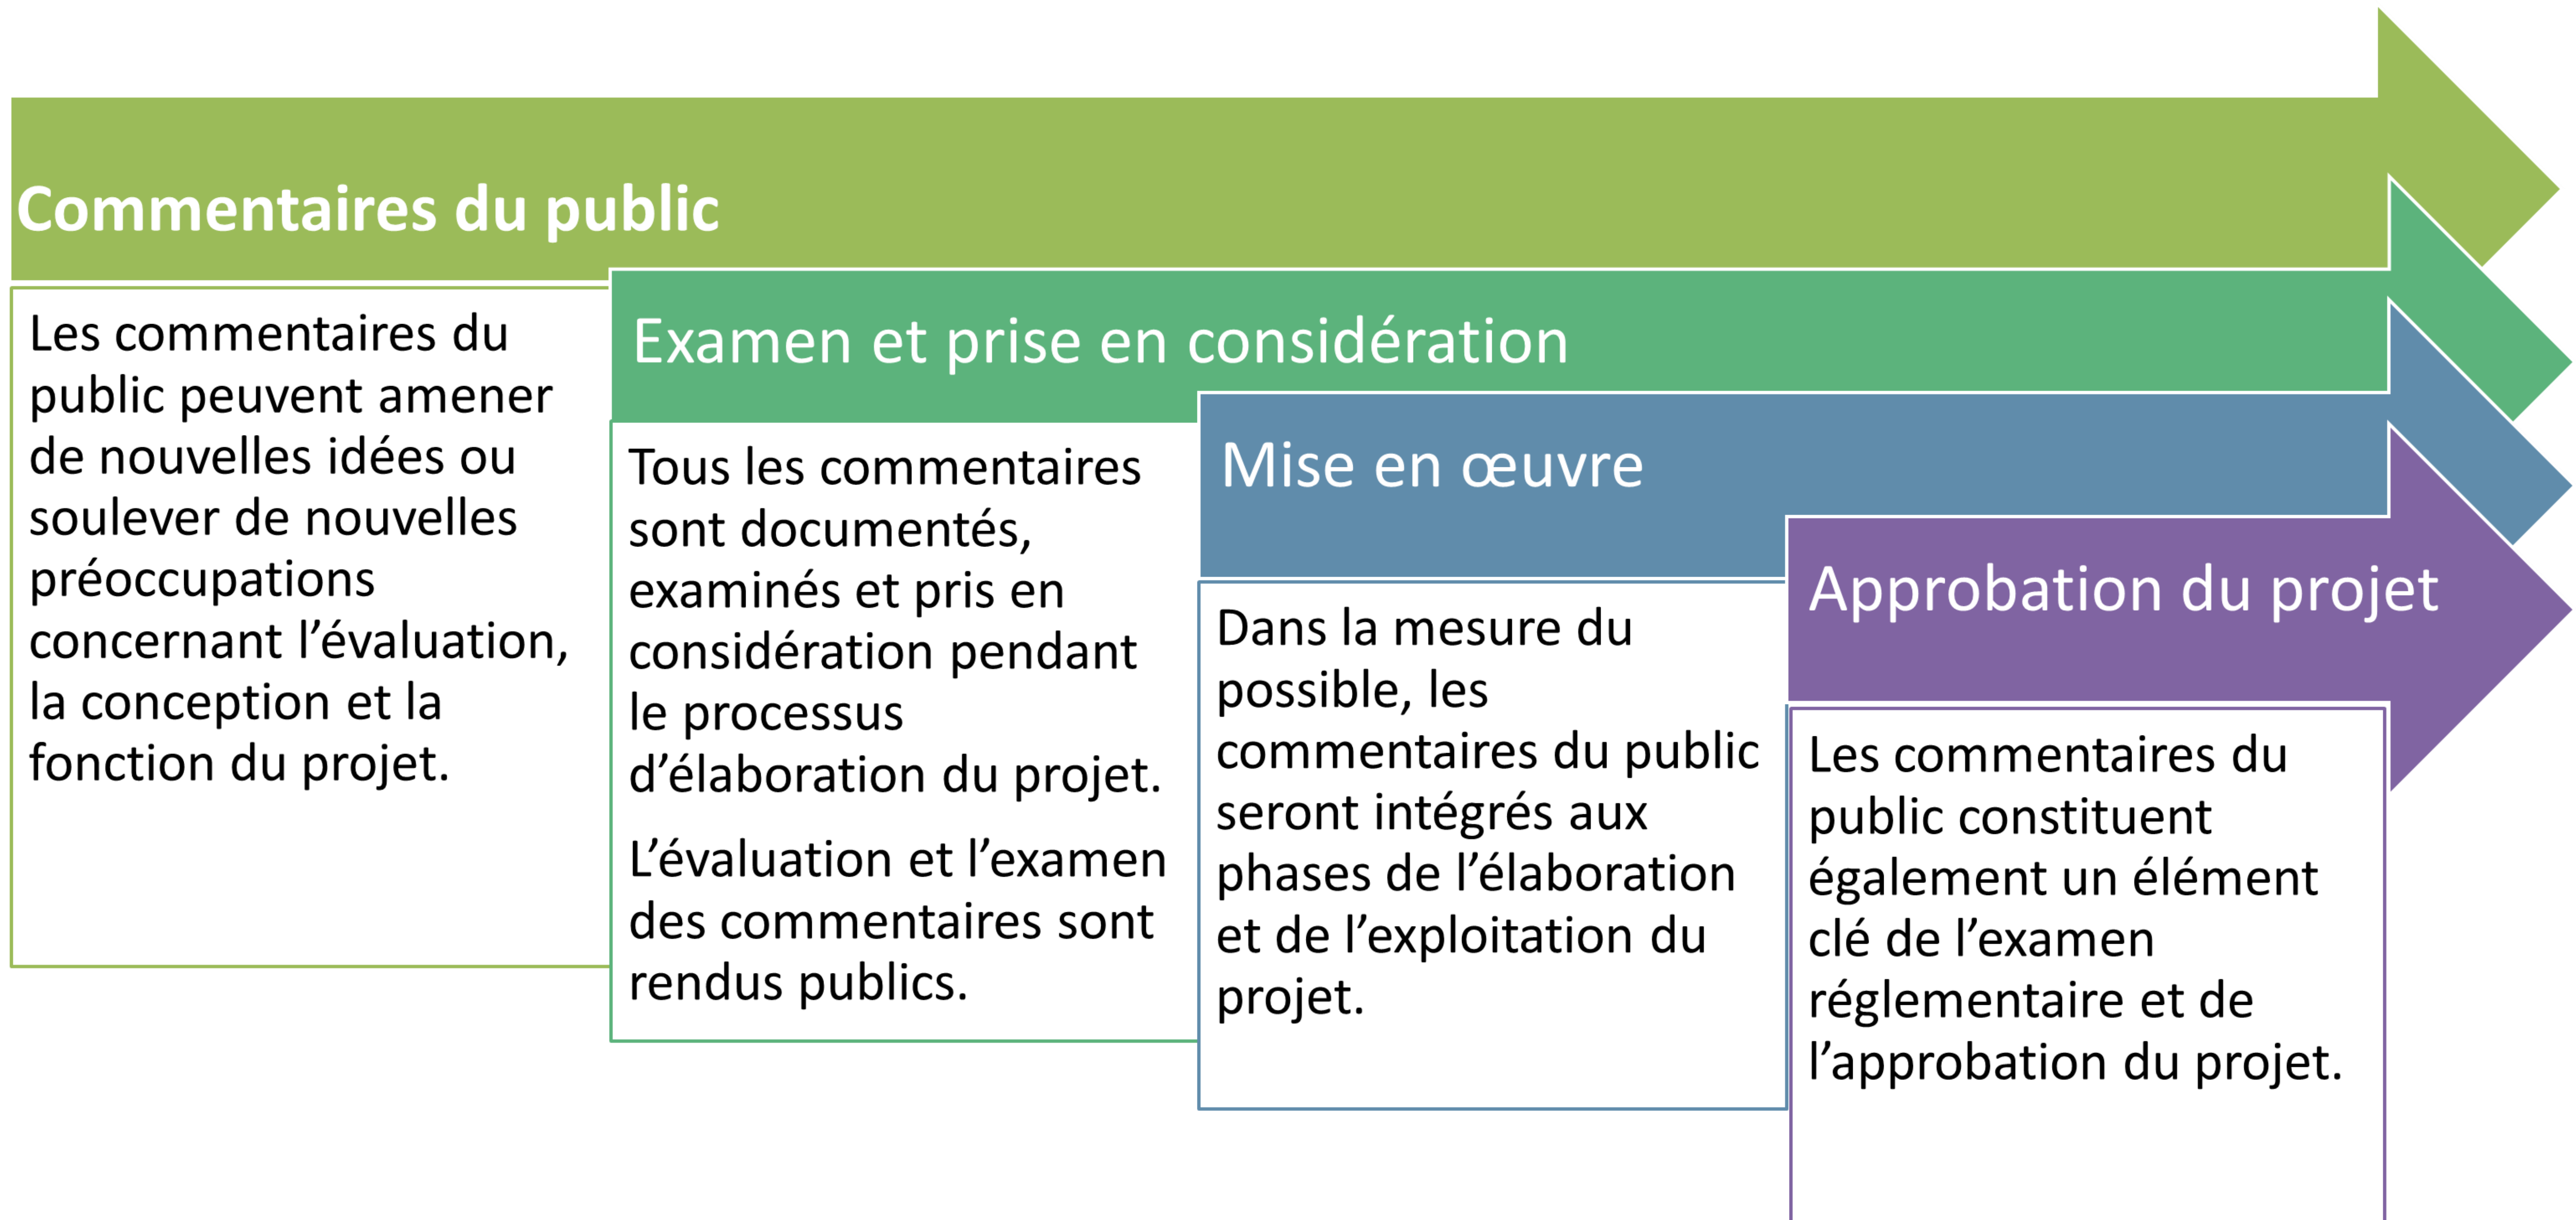 Commentaires du public
Les commentaires du
public peuvent amener
de nouvelles idées ou
soulever de nouvelles
préoccupations
concernant l’évaluation,
la conception et la
fonction du projet.
Examen et prise en considération
Tous les commentaires
sont documentés,
examinés et pris en
considération pendant
le processus
d’élaboration du projet.
L’évaluation et l’examen
des commentaires sont
rendus publics.
Mise en œuvre
Dans la mesure du
possible, les
commentaires du public
seront intégrés aux
phases de l’élaboration
et de l’exploitation du
projet.
Approbation du projet
Les commentaires du
public constituent
également un élément
clé de l’examen
réglementaire et de
l’approbation du projet.